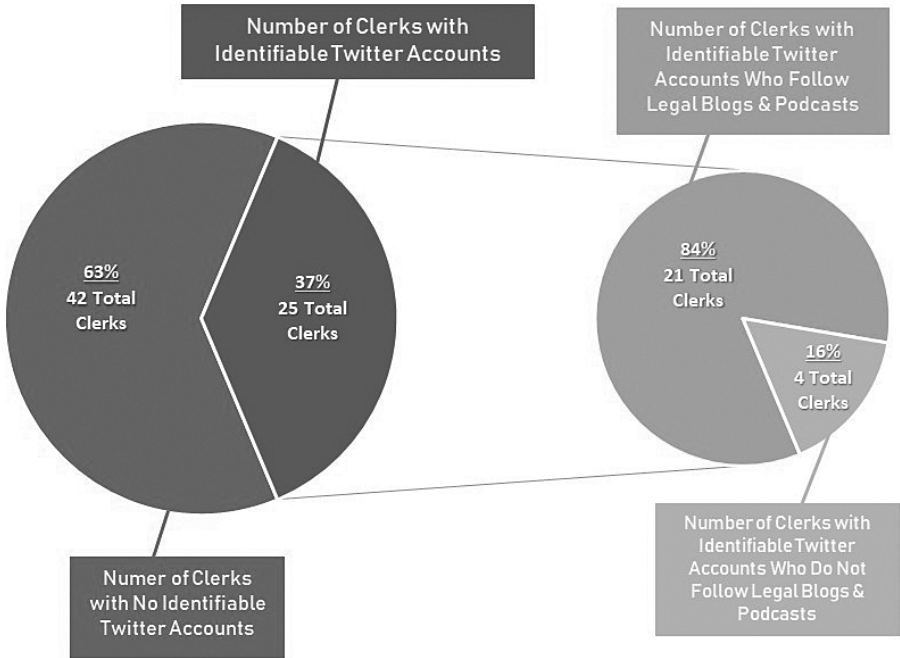 Number of Clerks with
Identifiable Twitter Accounts
Number of Clerks with
Identifiable Twitter
Accounts Who Follow
Legal Blogs & Podcasts
63%
42 Total
Clerks
37%
25 Total
Clerks
84%
21 Total
Clerks
16%
4 Total
Clerks
Numer of Clerks
with No Identifiable
Twitter Accounts
Number of Clerks with
Identifiable Twitter
Accounts Who Do Not
Follow Legal Blogs &
Podcasts